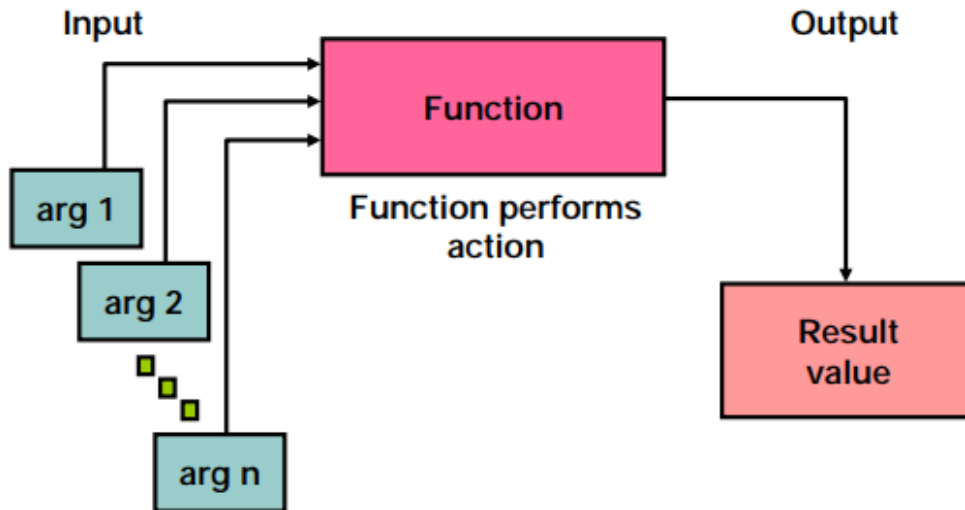 Input
Output
Function
arg 1
Function performs
action
arg 2
Result
value
arg n